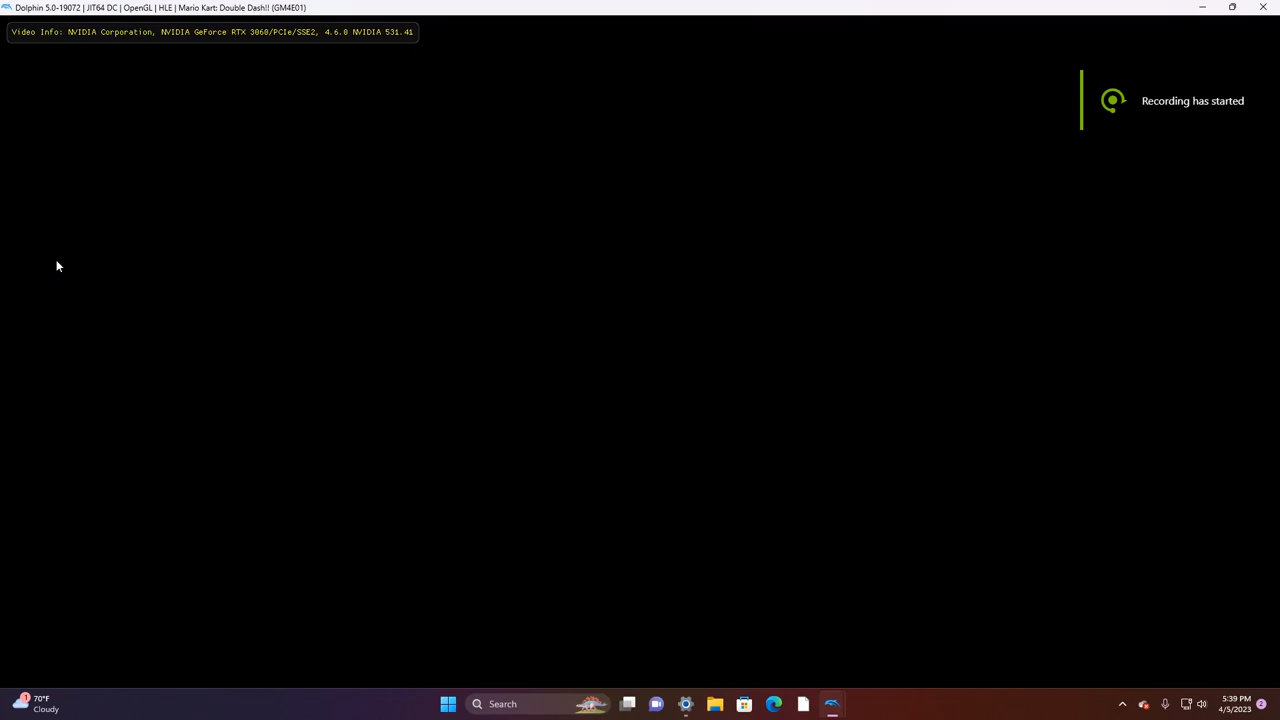 Dolphin 5.0-19072 | JIT64 DC | OpenGL | HLE | Mario Kart: Double Dash!! (GM4E01)
Video Info: NVIDIA Corporation, NVIDIA GeForce RTX 3060/PCIe/SSE2, 4.6.0 NVIDIA 531.41
Recording has started
1
70°F
Cloudy
Search
5:39 PM
4/5/2023
2